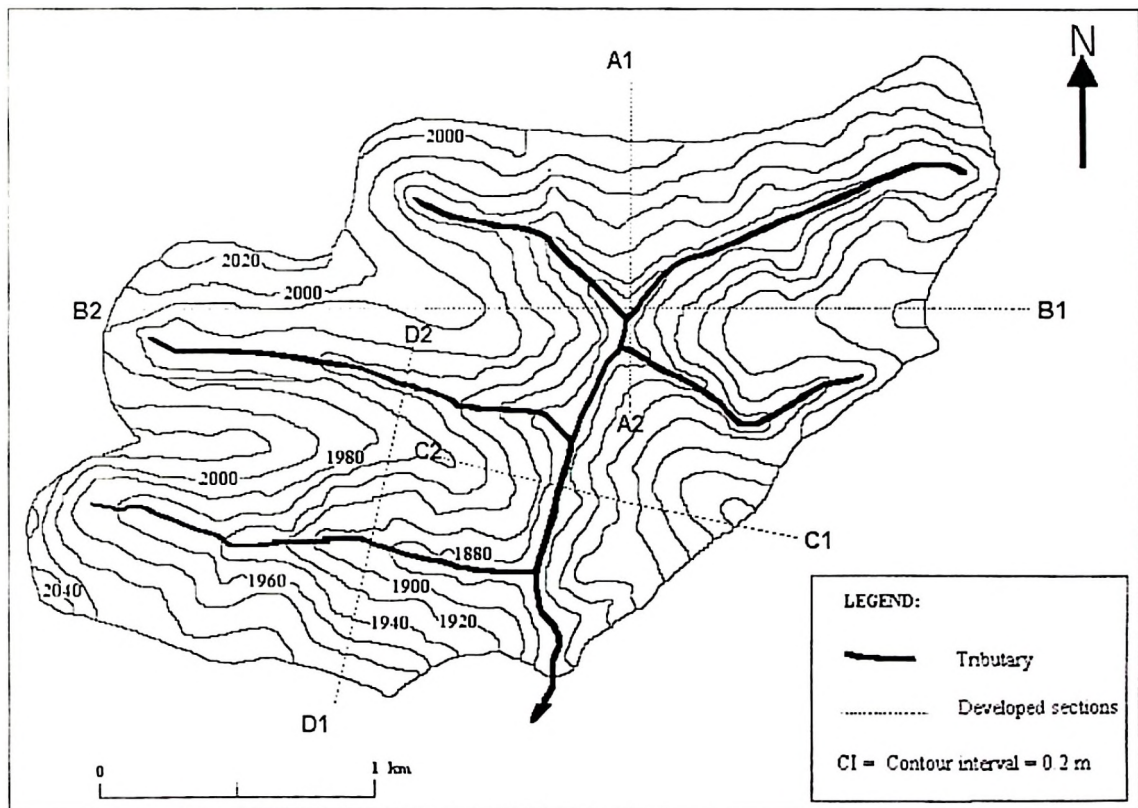 A1
N
2000
2020
2000
B2
B1
D2
A2
1980
C2
2000
C1
1880
1960
1900
2040
1940
1920
D1
LEGEND:
Tributary
Developed sections
CI = Contour interval = 0.2 m
0
1 km